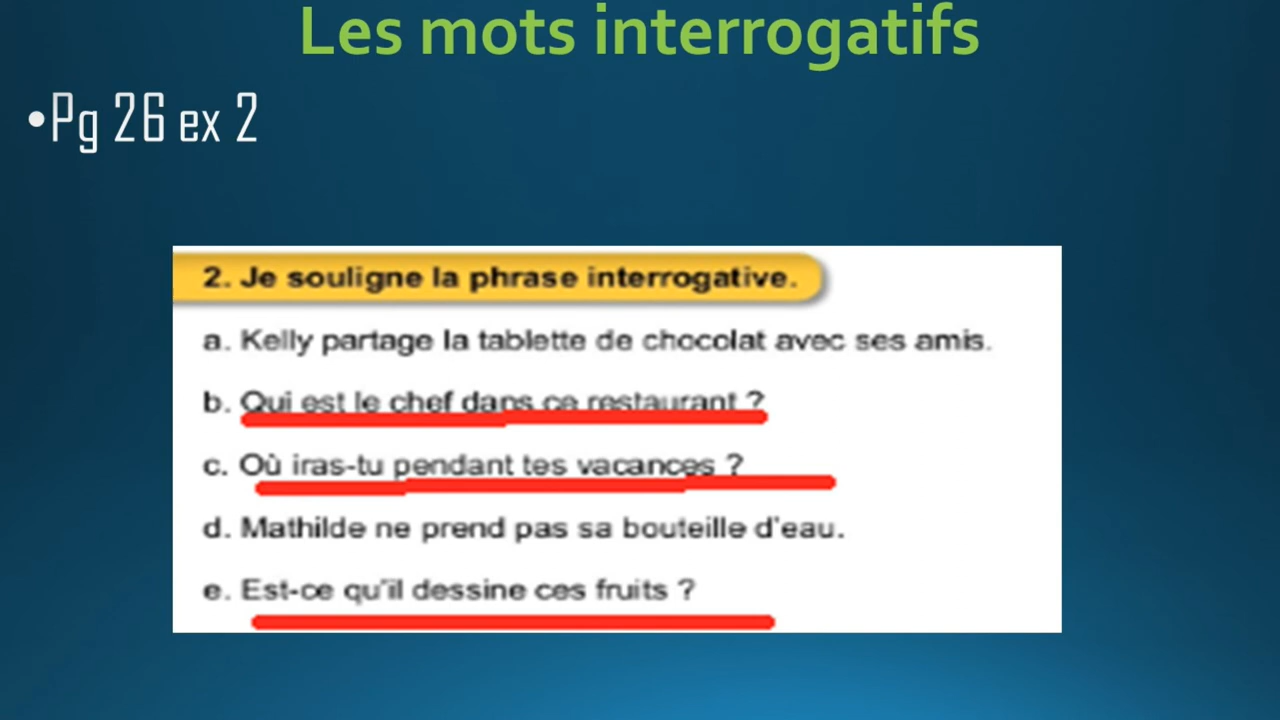 Les mots interrogatifs
•Pg 26 ex 2
2. Je souligne la phrase interrogative.
a. Kelly partage la tablette de chocolat avec ses amis.
b. Qui est le chef dans ce restaurant ?
c. Où iras-tu pendant tes vacances ?
d. Mathilde ne prend pas sa bouteille d'eau.
e. Est-ce qu'il dessine ces fruits ?